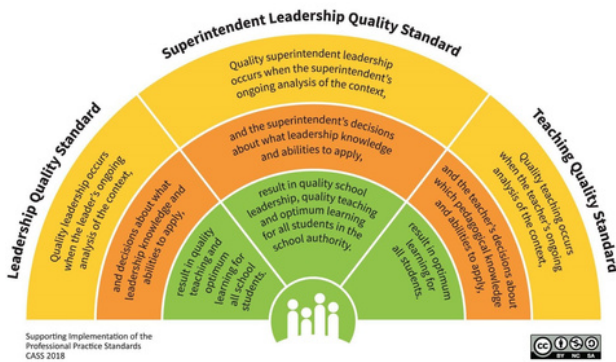 Superintendent Leadership Quality Standard
Quality superintendent leadership
occurs when the superintendent's
ongoing analysis of the context,
and the superintendent's decisions
about what leadership knowledge
and abilities to apply,
result in quality school
leadership, quality teaching
and optimum learning
for all students in the
school authority.
Leadership Quality Standard
Quality leadership occurs
when the leader's ongoing
analysis of the context,
and decisions about what
leadership knowledge and
abilities to apply,
result in quality
teaching and
optimum
learning for
all school
students.
Teaching Quality Standard
Quality teaching occurs
when the teacher's ongoing
analysis of the context,
and the teacher's decisions about
which pedagogical knowledge
and abilities to apply,
result in optimum
learning for
all students.
Supporting Implementation of the
Professional Practice Standards
CASS 2018
cc
BY NC SA